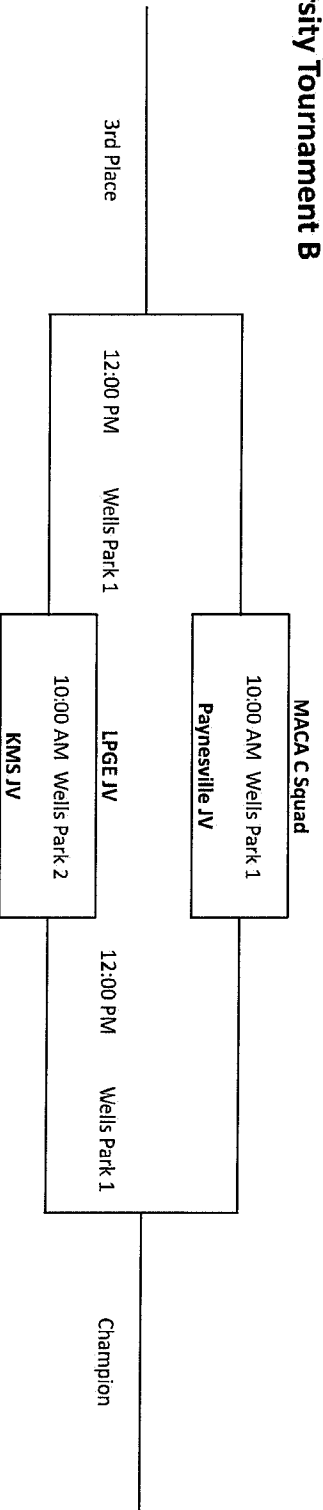 rsity Tournament B
MACA C Squad
10:00 AM Wells Park 1
Paynesville JV
3rd Place
12:00 PM Wells Park 1
12:00 PM Wells Park 1
Champion
LPGE JV
10:00 AM Wells Park 2
KMS JV